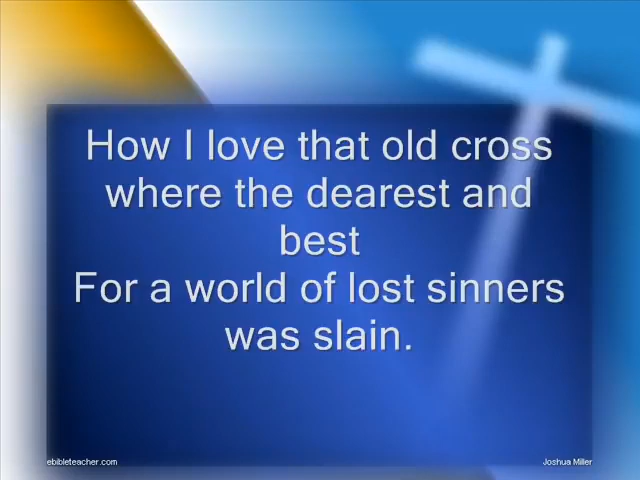 How I love that old cross
where the dearest and
best
For a world of lost sinners
was slain.
ebibleteacher.com
Joshua Miller